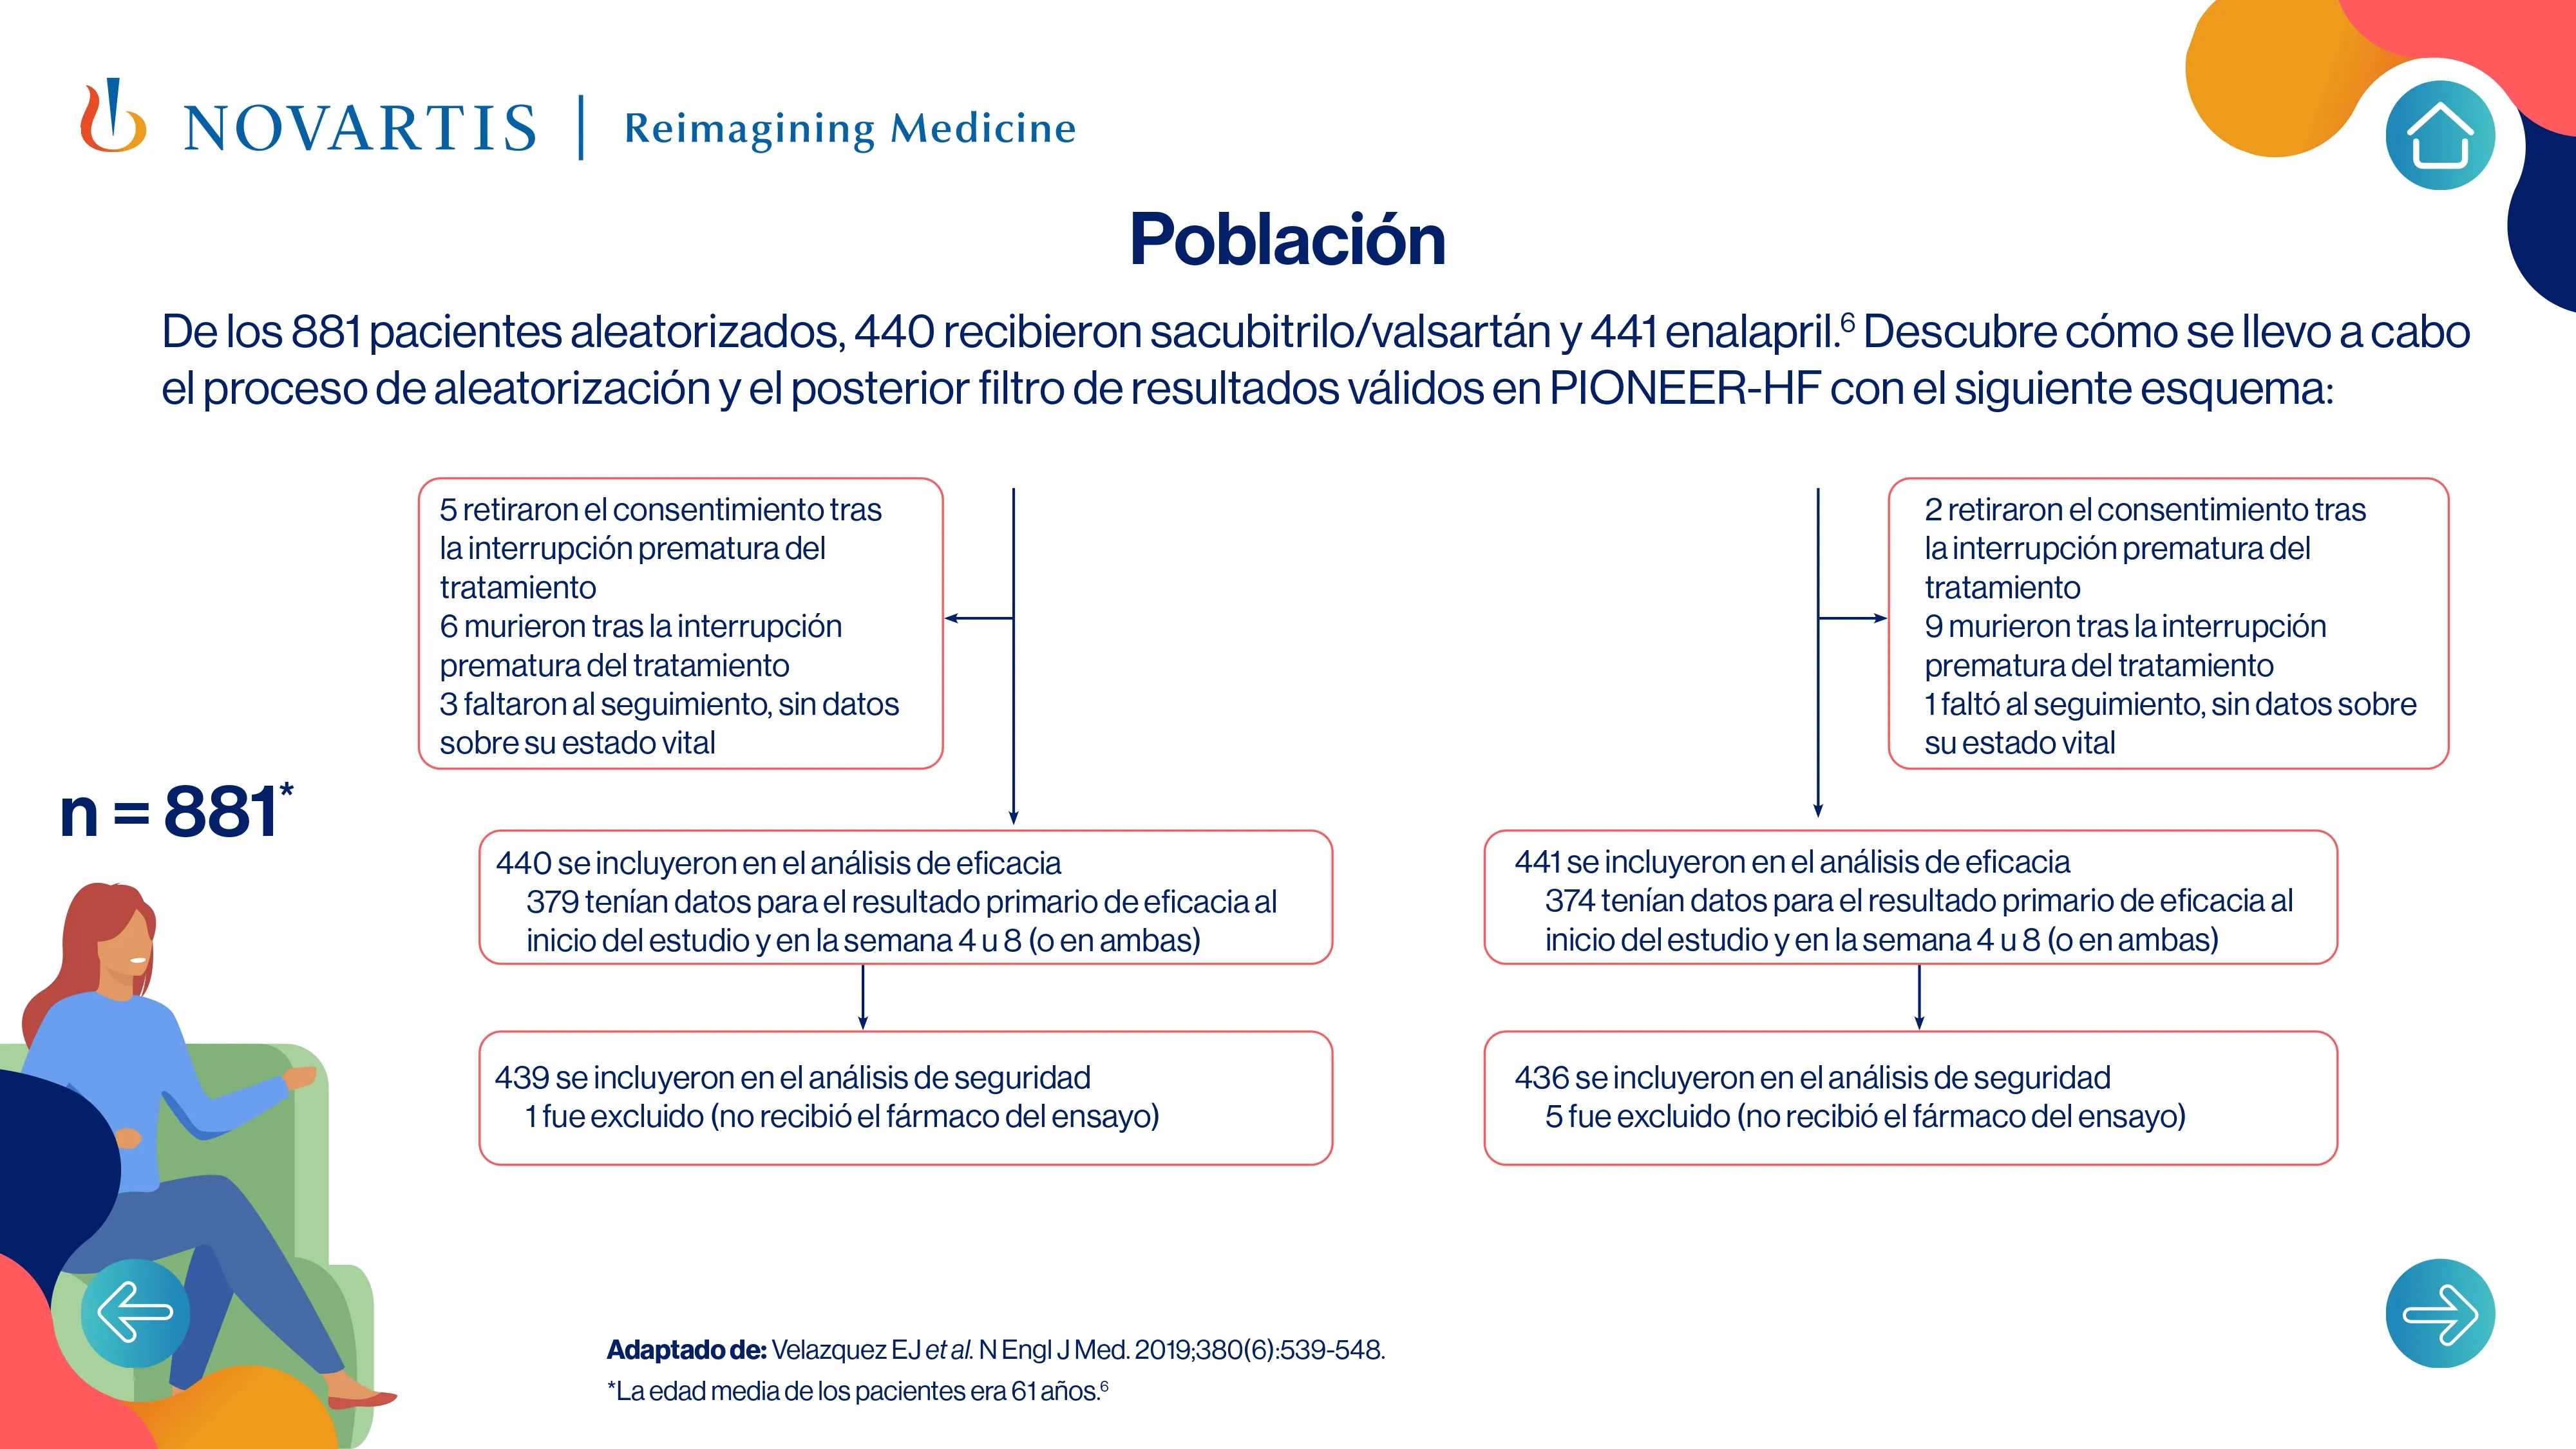 NOVARTIS | Reimagining Medicine
Población
De los 881 pacientes aleatorizados, 440 recibieron sacubitrilo/valsartán y 441 enalapril.⁶ Descubre cómo se llevo a cabo
el proceso de aleatorización y el posterior filtro de resultados válidos en PIONEER-HF con el siguiente esquema:
5 retiraron el consentimiento tras
la interrupción prematura del
tratamiento
6 murieron tras la interrupción
prematura del tratamiento
3 faltaron al seguimiento, sin datos
sobre su estado vital
2 retiraron el consentimiento tras
la interrupción prematura del
tratamiento
9 murieron tras la interrupción
prematura del tratamiento
1 faltó al seguimiento, sin datos sobre
su estado vital
n = 881*
440 se incluyeron en el análisis de eficacia
379 tenían datos para el resultado primario de eficacia al
inicio del estudio y en la semana 4 u 8 (o en ambas)
441 se incluyeron en el análisis de eficacia
374 tenían datos para el resultado primario de eficacia al
inicio del estudio y en la semana 4 u 8 (o en ambas)
439 se incluyeron en el análisis de seguridad
1 fue excluido (no recibió el fármaco del ensayo)
436 se incluyeron en el análisis de seguridad
5 fue excluido (no recibió el fármaco del ensayo)
Adaptado de: Velazquez EJ et al. N Engl J Med. 2019;380(6):539-548.
*La edad media de los pacientes era 61 años.⁶